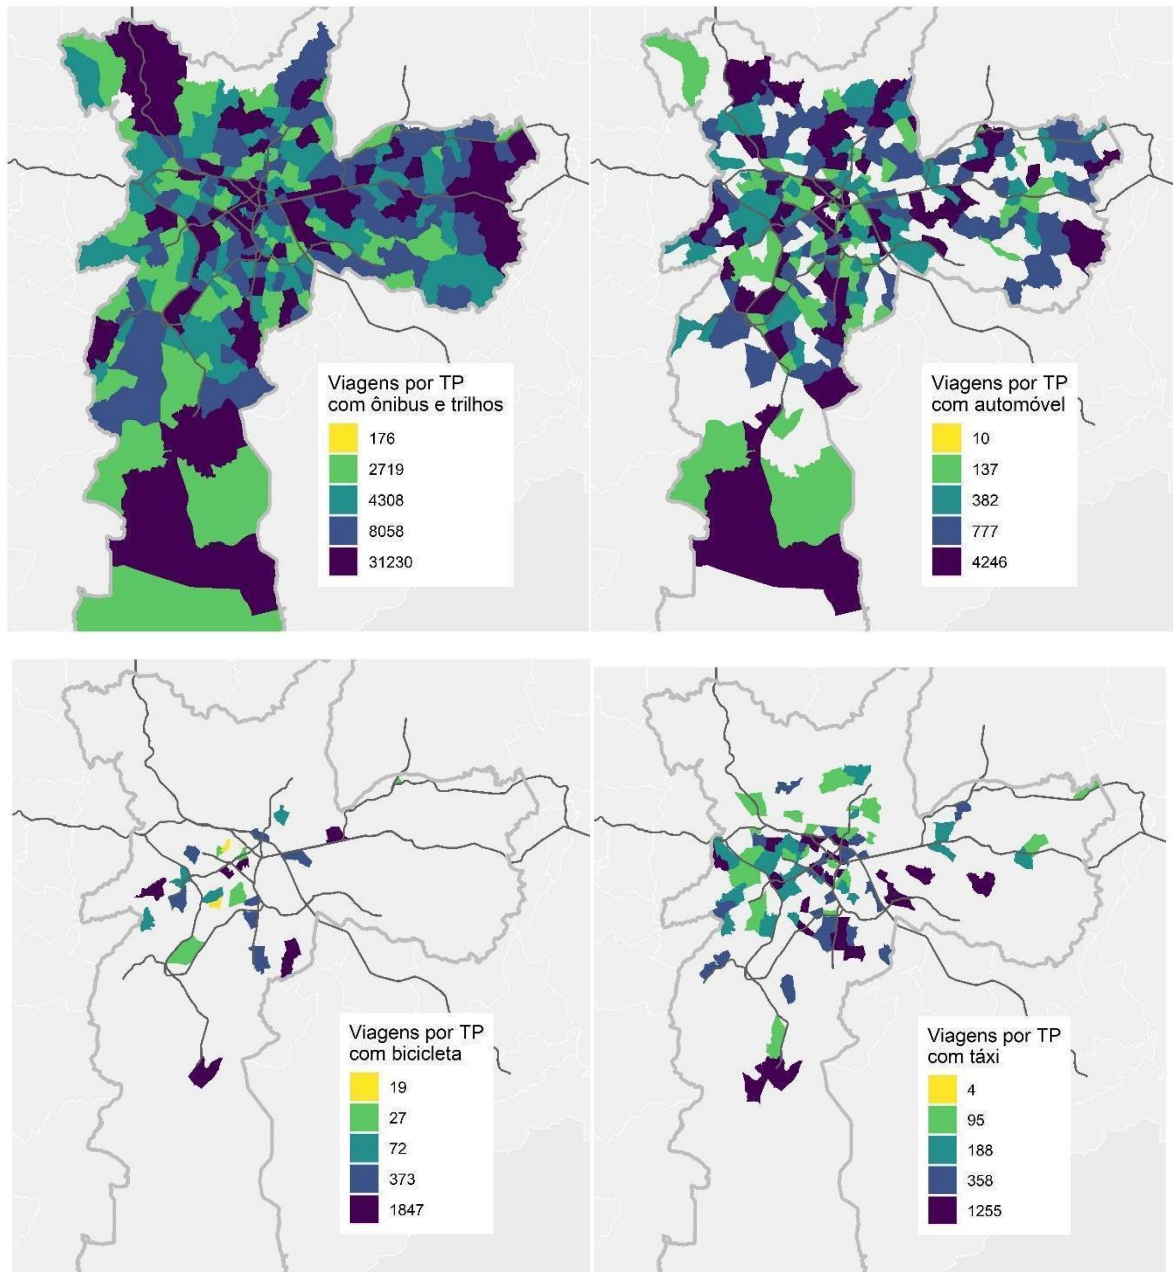 Viagens por TP
com ônibus e trilhos
176
2719
4308
8058
31230
Viagens por TP
com automóvel
10
137
382
777
4246
Viagens por TP
com bicicleta
19
27
72
373
1847
Viagens por TP
com táxi
4
95
188
358
1255